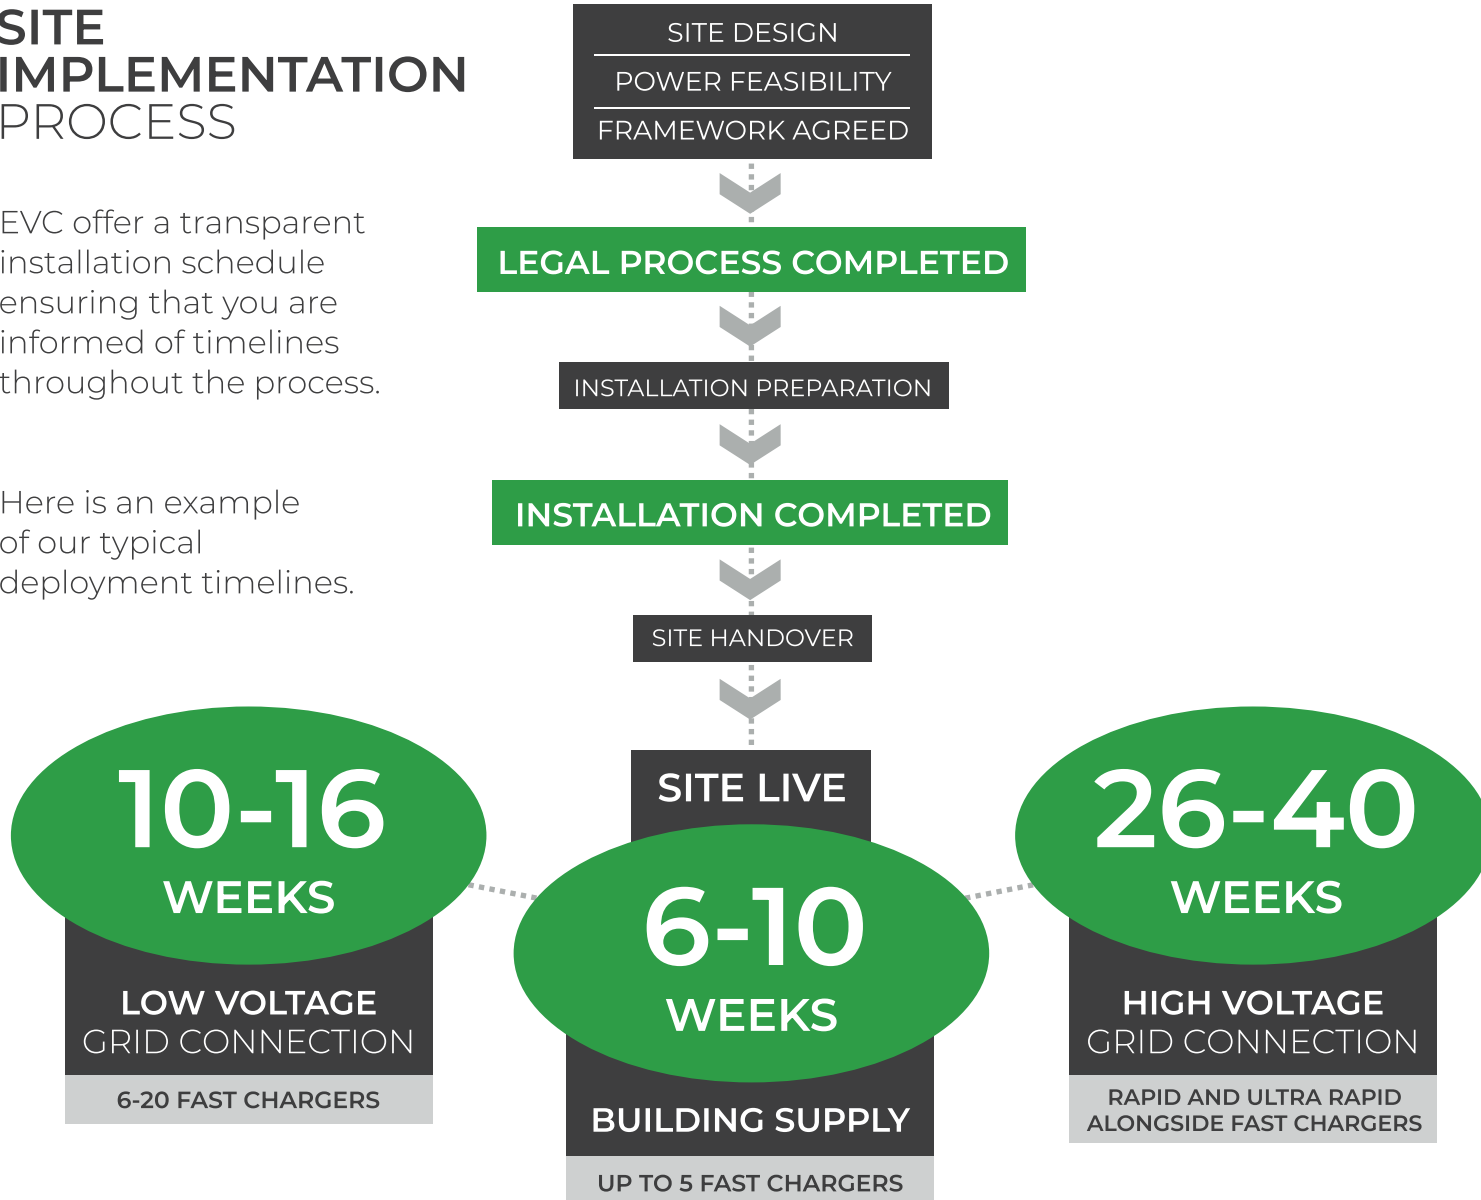 SITE
IMPLEMENTATION
PROCESS
EVC offer a transparent
installation schedule
ensuring that you are
informed of timelines
throughout the process.
Here is an example
of our typical
deployment timelines.
SITE DESIGN
POWER FEASIBILITY
FRAMEWORK AGREED
LEGAL PROCESS COMPLETED
INSTALLATION PREPARATION
INSTALLATION COMPLETED
SITE HANDOVER
SITE LIVE
10-16
WEEKS
LOW VOLTAGE
GRID CONNECTION
6-20 FAST CHARGERS
6-10
WEEKS
BUILDING SUPPLY
UP TO 5 FAST CHARGERS
26-40
WEEKS
HIGH VOLTAGE
GRID CONNECTION
RAPID AND ULTRA RAPID
ALONGSIDE FAST CHARGERS